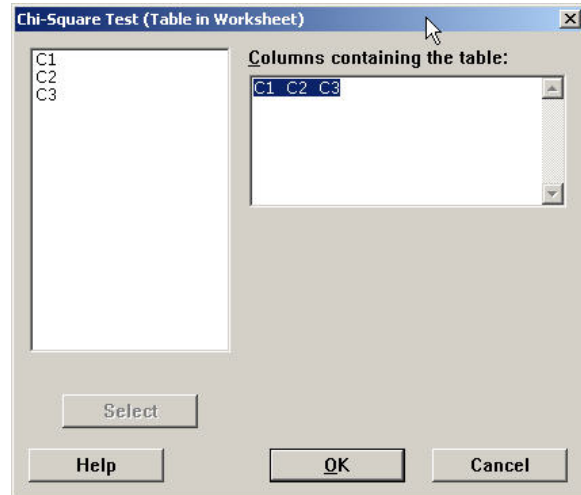 Chi-Square Test (Table in Worksheet)
C1
C2
C3
Columns containing the table:
C1 C2 C3
Select
Help
OK
Cancel